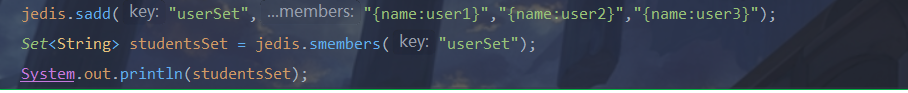 jedis.sadd( key: "userSet", ...members: "{name:user1}","{name:user2}","{name:user3}");
Set<String> studentsSet = jedis.smembers( key: "userSet");
System.out.println(studentsSet);